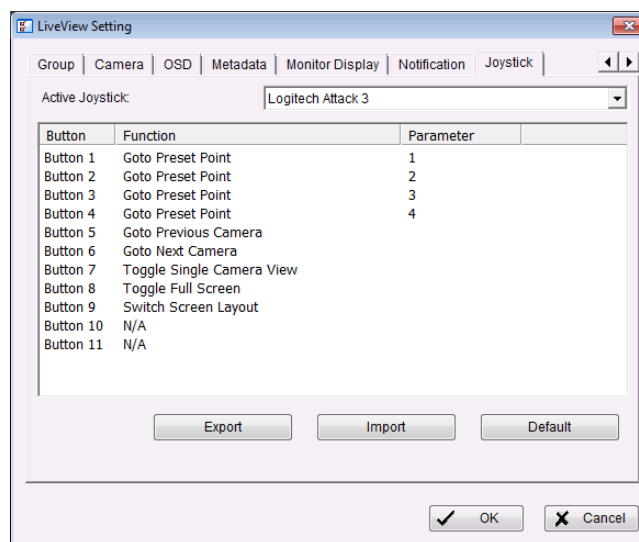 LiveView Setting
Group Camera OSD Metadata Monitor Display Notification Joystick
Active Joystick: Logitech Attack 3
Button Function Parameter
Button 1 Goto Preset Point 1
Button 2 Goto Preset Point 2
Button 3 Goto Preset Point 3
Button 4 Goto Preset Point 4
Button 5 Goto Previous Camera
Button 6 Goto Next Camera
Button 7 Toggle Single Camera View
Button 8 Toggle Full Screen
Button 9 Switch Screen Layout
Button 10 N/A
Button 11 N/A
Export Import Default
OK Cancel